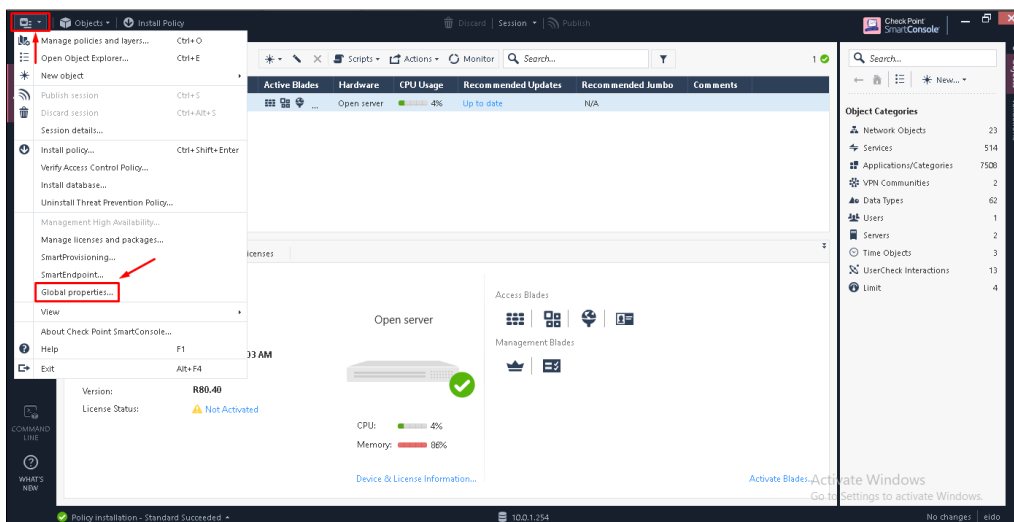 Objects
Install Policy
Discard
Session
Publish
Check Point
SmartConsole
Manage policies and layers... Ctrl+O
Open Object Explorer... Ctrl+E
New object
Publish session Ctrl+S
Discard session Ctrl+Alt+S
Session details...
Install policy... Ctrl+Shift+Enter
Verify Access Control Policy...
Install database...
Uninstall Threat Prevention Policy...
Management High Availability...
Manage licenses and packages...
SmartProvisioning...
SmartEndpoint...
Global properties...
View
About Check Point SmartConsole...
Help F1
Exit Alt+F4
Scripts
Actions
Monitor
Search...
1
Active Blades Hardware CPU Usage Recommended Updates Recommended Jumbo Comments
... Open server 4% Up to date N/A
03 AM
Version: R80.40
License Status: Not Activated
Open server
CPU: 4%
Memory: 86%
Device & License Information...
Access Blades
Management Blades
Activate Blades...
Search...
New...
Object Categories
Network Objects 23
Services 514
Applications/Categories 7508
VPN Communities 2
Data Types 62
Users 1
Servers 2
Time Objects 3
UserCheck Interactions 13
Limit 4
COMMAND
LINE
WHAT'S
NEW
Activate Windows
Go to Settings to activate Windows.
Policy installation - Standard Succeeded
10.0.1.254
No changes
eido